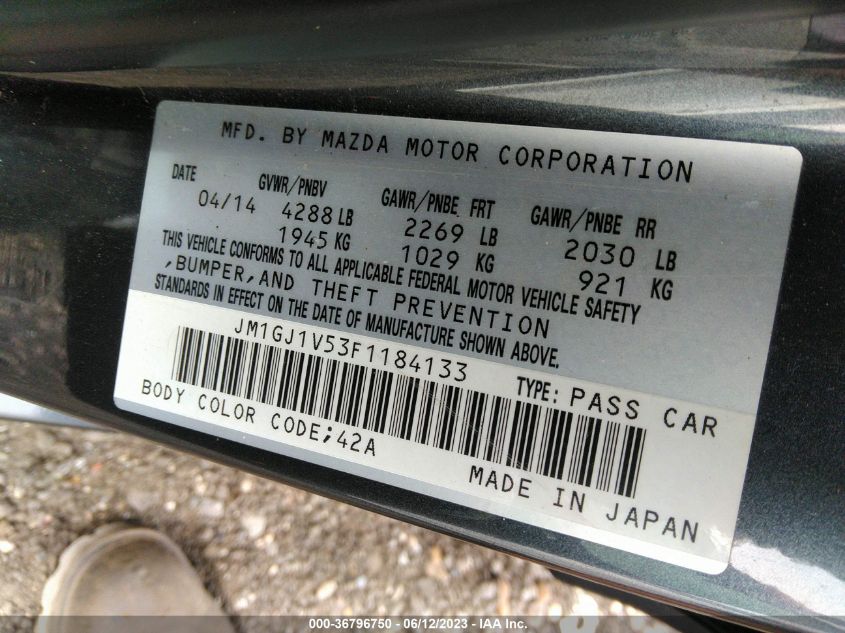 MFD. BY MAZDA MOTOR CORPORATION
DATE GVWR/PNBV GAWR/PNBE FRT GAWR/PNBE RR
04/14 4288 LB 2269 LB 2030 LB
1945 KG 1029 KG 921 KG
THIS VEHICLE CONFORMS TO ALL APPLICABLE FEDERAL MOTOR VEHICLE SAFETY
,BUMPER,AND THEFT PREVENTION
STANDARDS IN EFFECT ON THE DATE OF MANUFACTURE SHOWN ABOVE.
JM1GJ1V53F1184133 TYPE: PASS CAR
BODY COLOR CODE;42A
MADE IN JAPAN
000-36796750 - 06/12/2023 - IAA Inc.